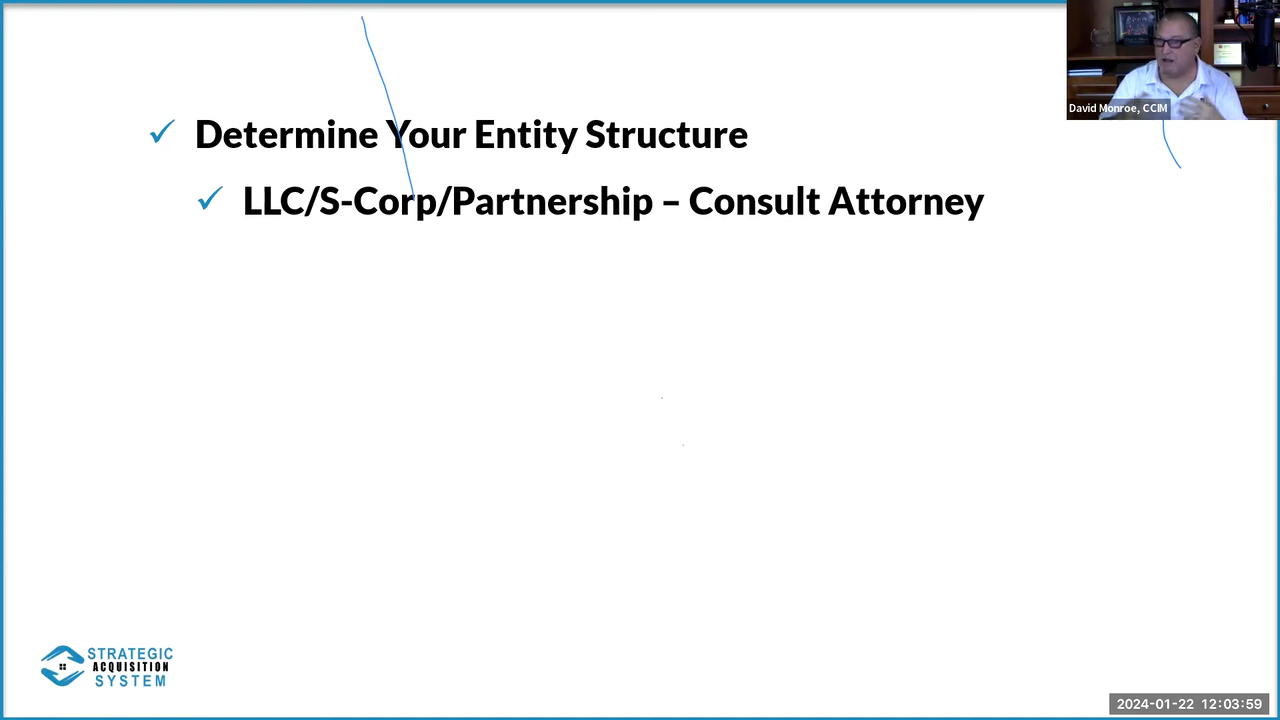 David Monroe, CCIM
Determine Your Entity Structure
LLC/S-Corp/Partnership – Consult Attorney
STRATEGIC
ACQUISITION
SYSTEM
2024-01-22 12:03:59